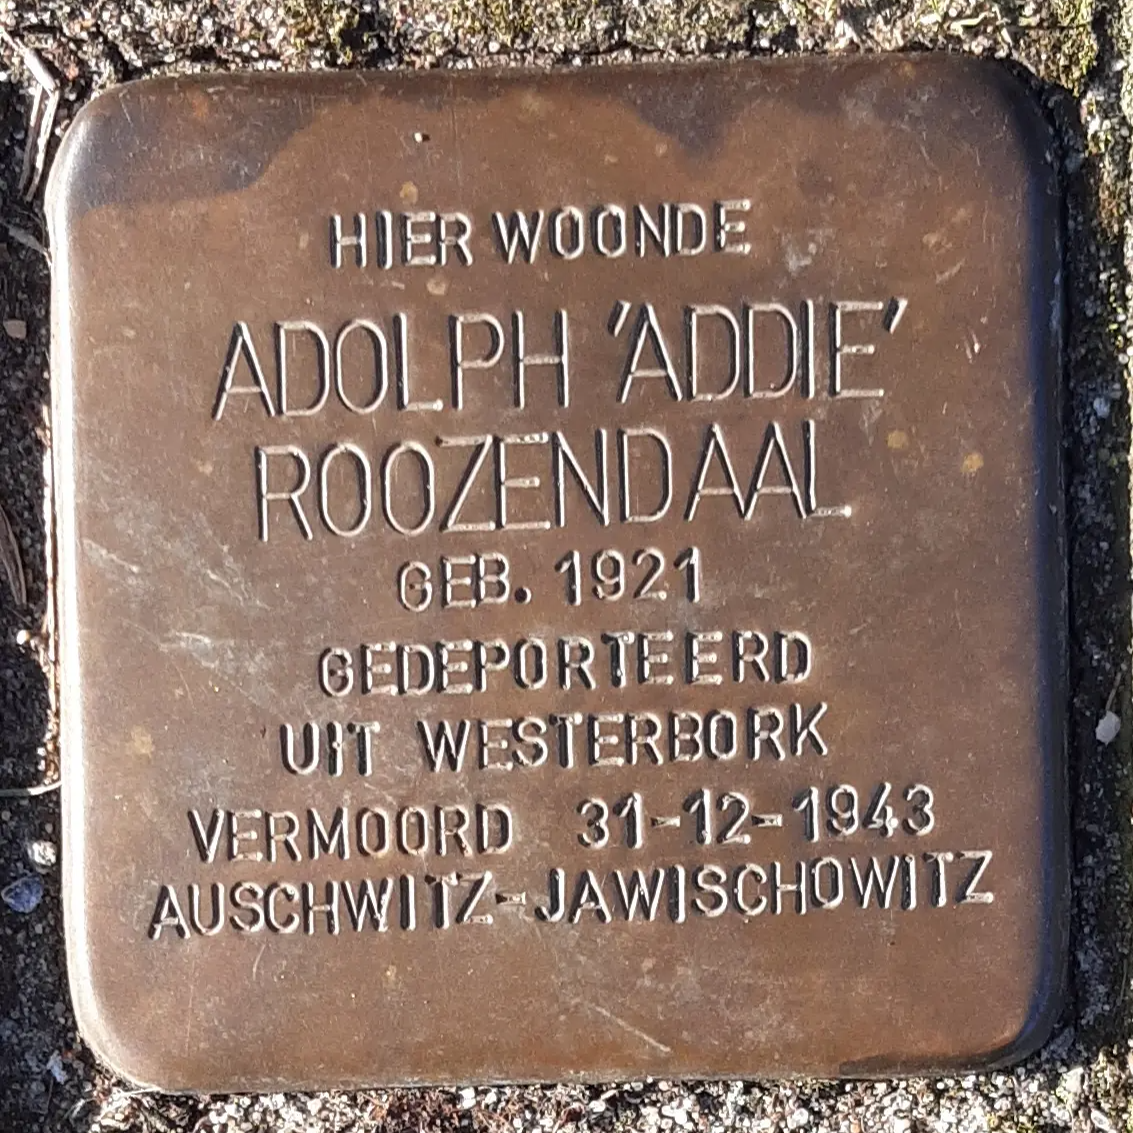 HIER WOONDE
ADOLPH 'ADDIE'
ROOZENDAAL
GEB. 1921
GEDEPORTEERD
UIT WESTERBORK
VERMOORD 31-12-1943
AUSCHWITZ-JAWISCHOWITZ